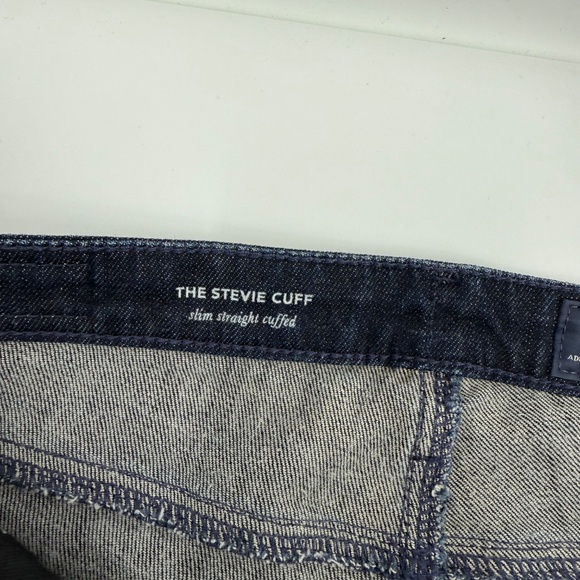 THE STEVIE CUFF
slim straight cuffed